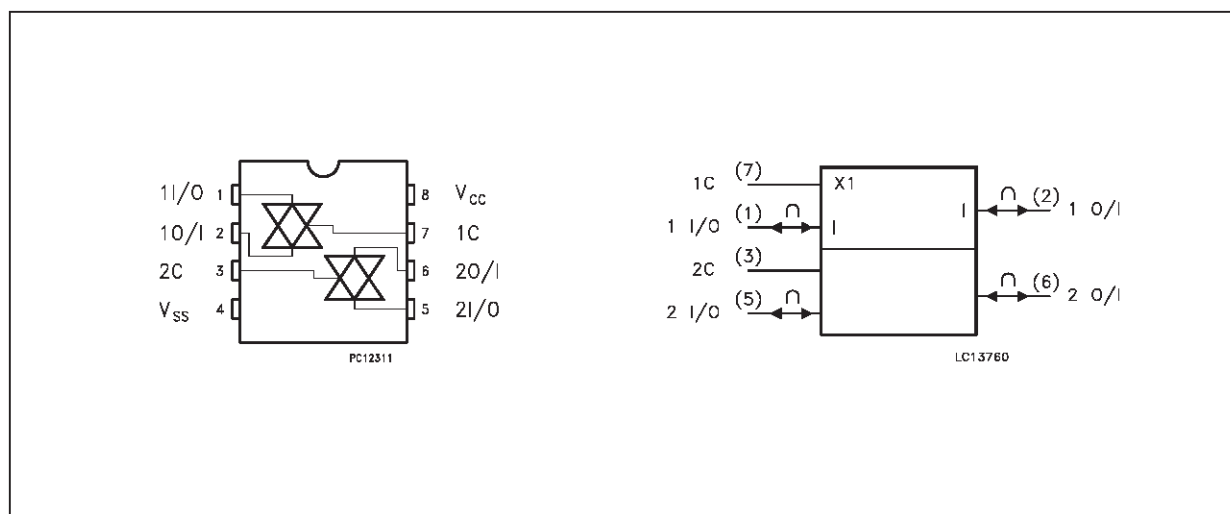 1I/O 1
1O/I 2
2C 3
VSS 4
8 VCC
7 1C
6 2O/I
5 2I/O
PC12311
1C (7)
1 I/O (1) ∩
2C (3)
2 I/O (5) ∩
X1
I
I
∩ (2) 1 O/I
∩ (6) 2 O/I
LC13760